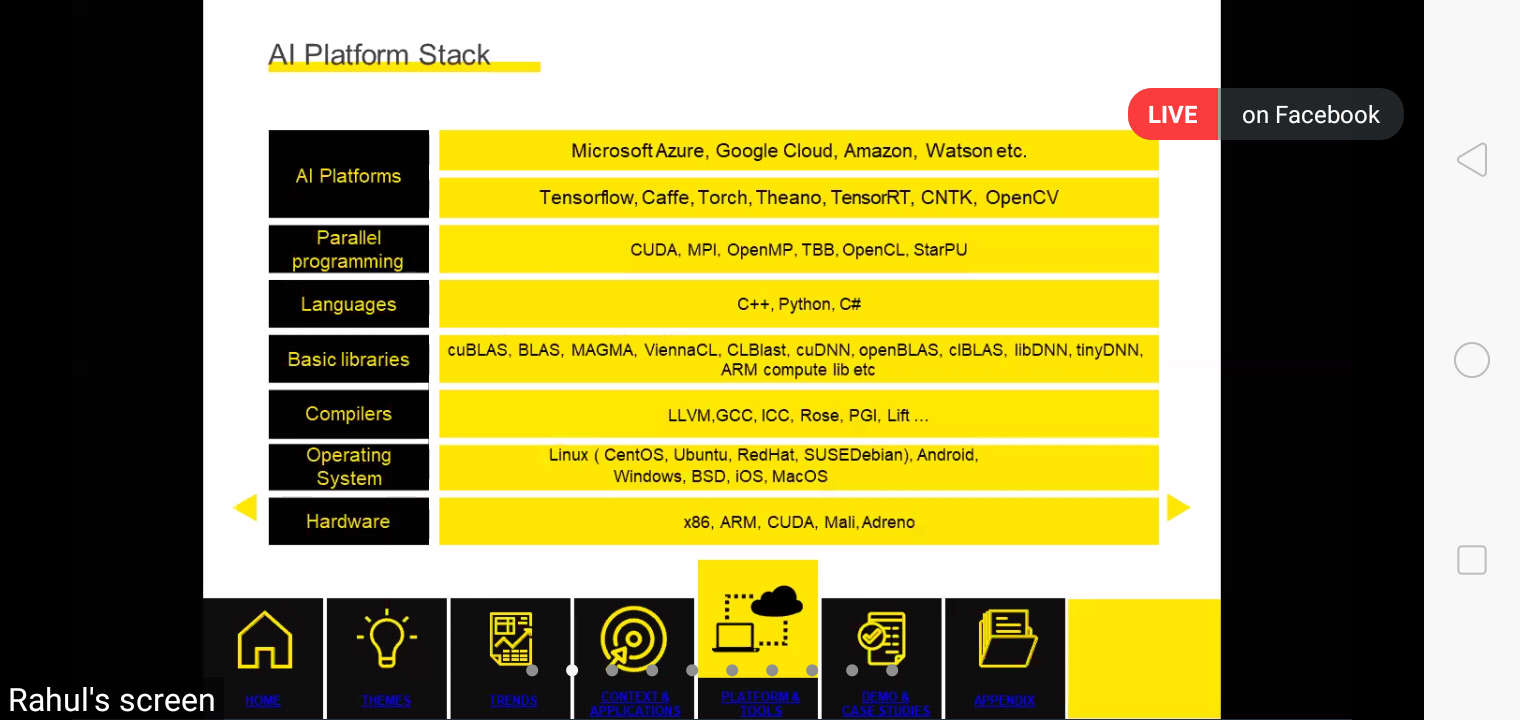 AI Platform Stack
LIVE on Facebook
AI Platforms
Microsoft Azure, Google Cloud, Amazon, Watson etc.
Tensorflow, Caffe, Torch, Theano, TensorRT, CNTK, OpenCV
Parallel
programming
CUDA, MPI, OpenMP, TBB, OpenCL, StarPU
Languages
C++, Python, C#
Basic libraries
cuBLAS, BLAS, MAGMA, ViennaCL, CLBlast, cuDNN, openBLAS, clBLAS, libDNN, tinyDNN,
ARM compute lib etc
Compilers
LLVM,GCC, ICC, Rose, PGI, Lift ...
Operating
System
Linux ( CentOS, Ubuntu, RedHat, SUSEDebian), Android,
Windows, BSD, iOS, MacOS
Hardware
x86, ARM, CUDA, Mali, Adreno
HOME
THEMES
TRENDS
CONTEXT &
APPLICATIONS
PLATFORM &
TOOLS
DEMO &
CASE STUDIES
APPENDIX
Rahul's screen